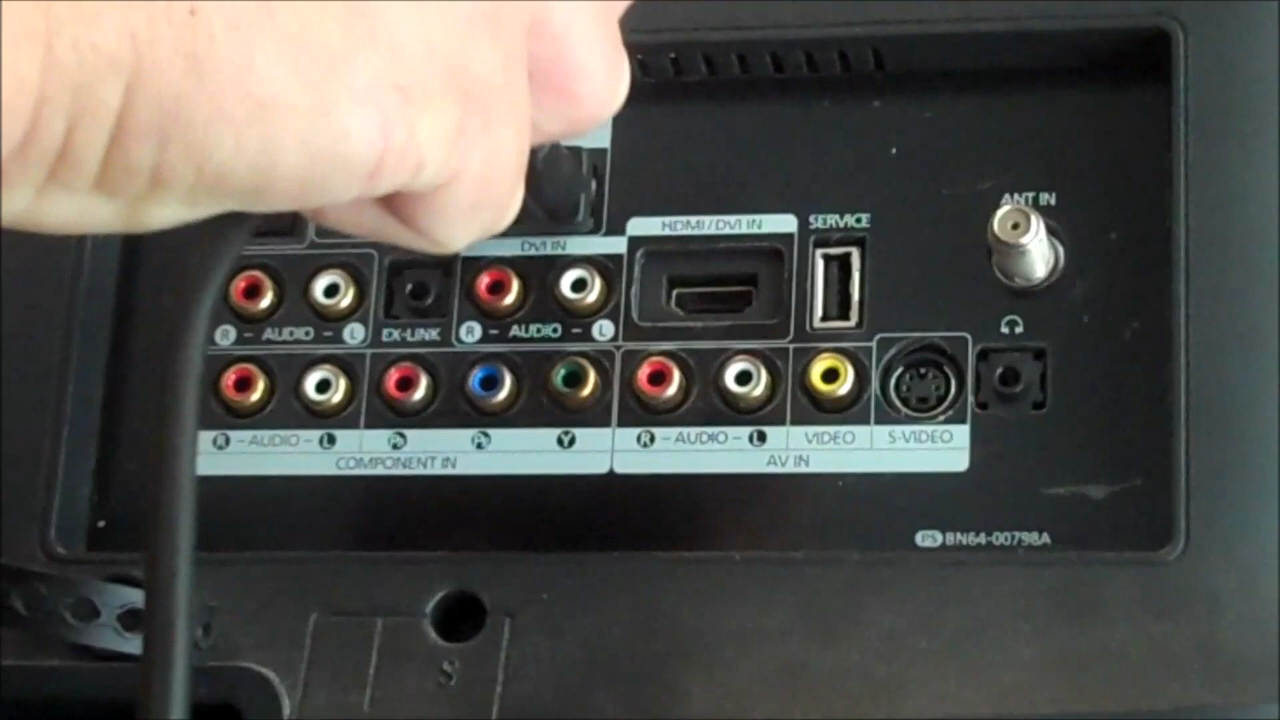 ANT IN
HDMI/DVI IN
SERVICE
DVI IN
R - AUDIO - L
EX-LINK
R - AUDIO - L
R - AUDIO - L
PR
PB
Y
R - AUDIO - L
VIDEO
S-VIDEO
COMPONENT IN
AV IN
PS BN64-00798A
S